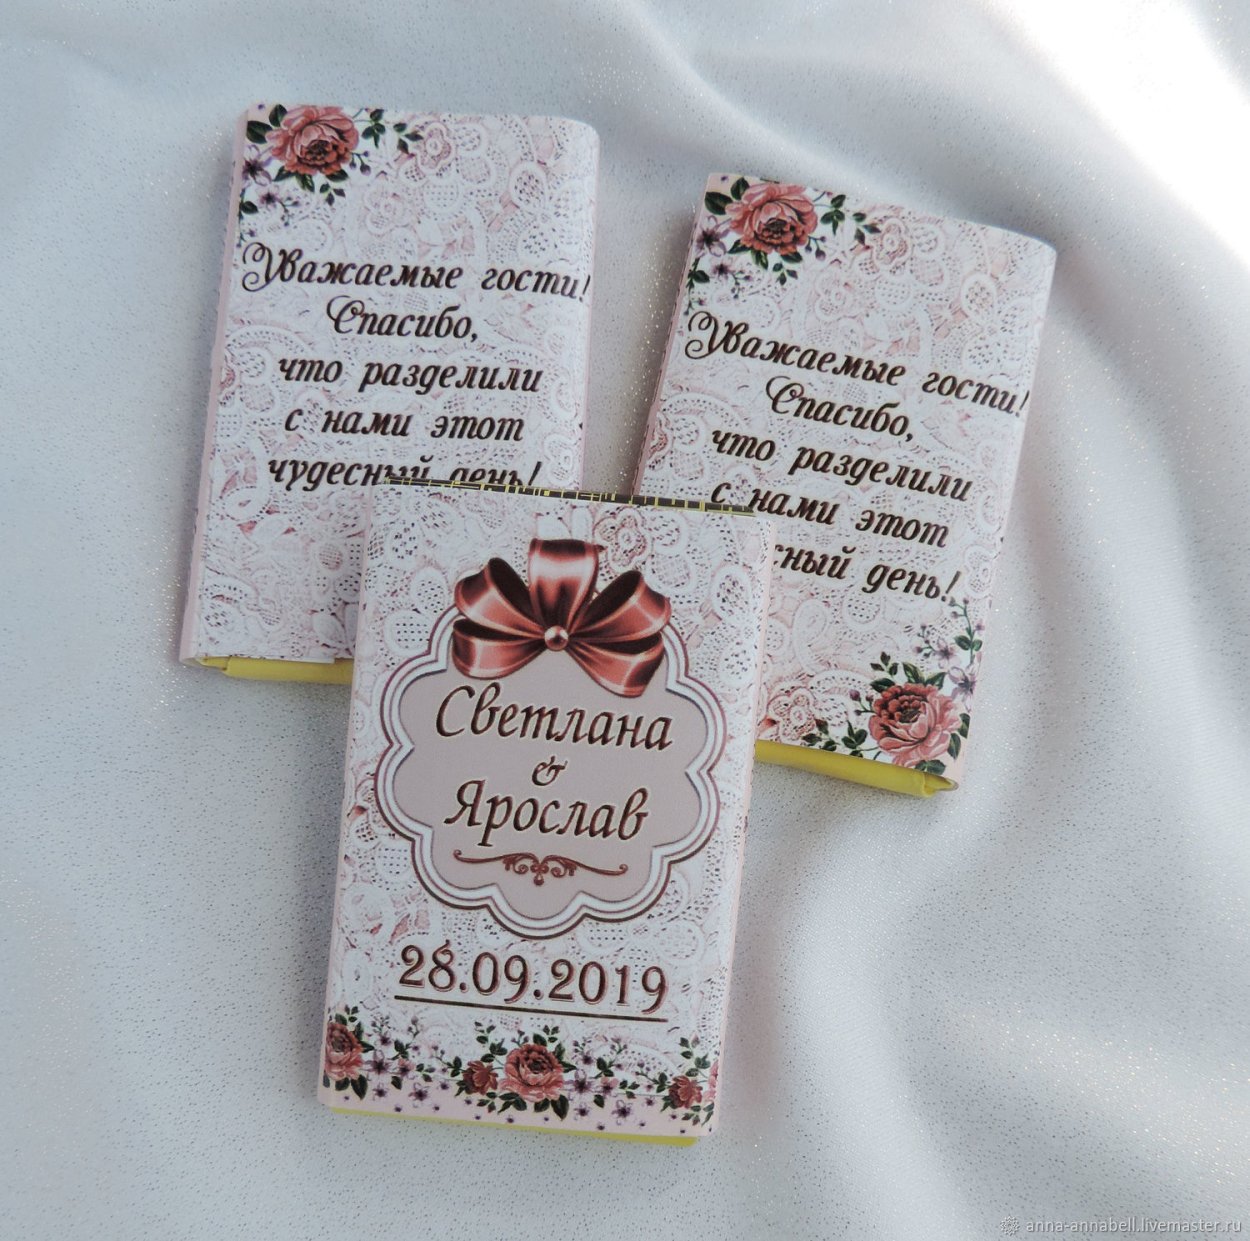 Уважаемые гости!
Спасибо,
что разделили
с нами этот
чудесный день!
Уважаемые гости!
Спасибо,
что разделили
с нами этот
сный день!
Светлана
&
Ярослав
28.09.2019
anna-annabell.livemaster.ru